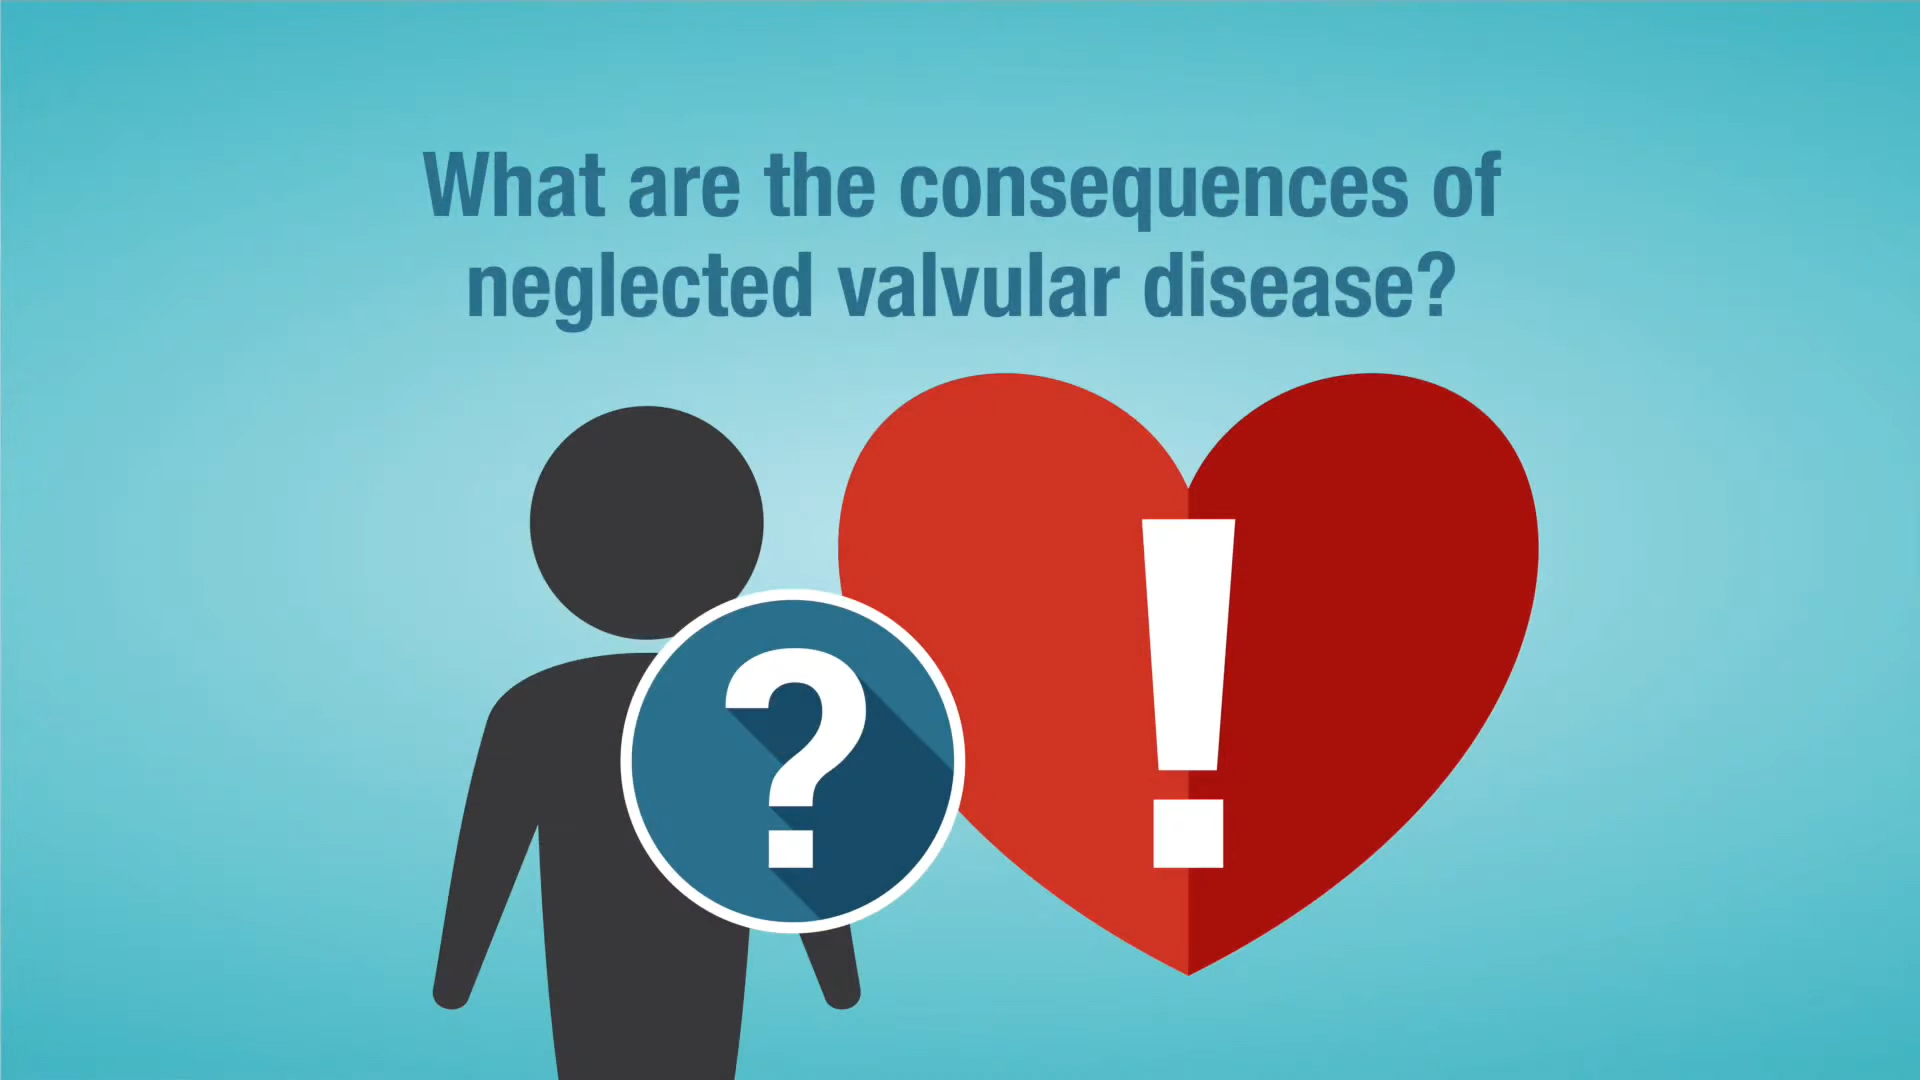 What are the consequences of
neglected valvular disease?
?
!